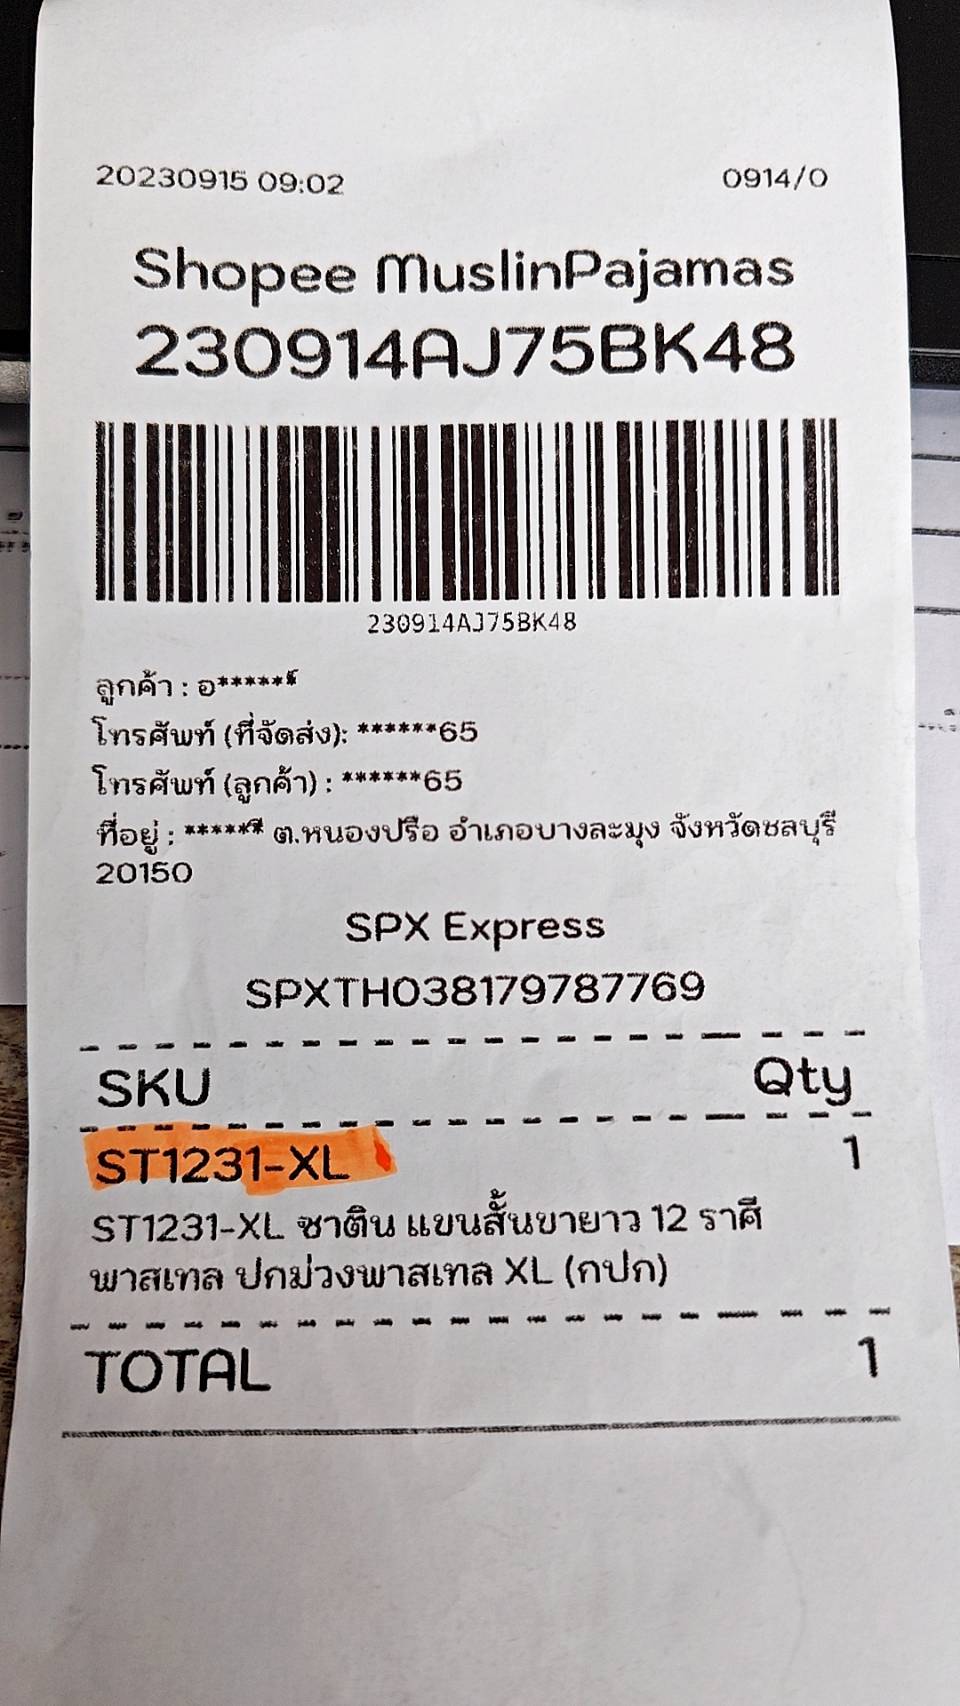 20230915 09:02 0914/0
Shopee MuslinPajamas
230914AJ75BK48
230914AJ75BK48
ลูกค้า : อ******์
โทรศัพท์ (ที่จัดส่ง): ******65
โทรศัพท์ (ลูกค้า) : ******65
ที่อยู่ : ******ี ต.หนองปรือ อำเภอบางละมุง จังหวัดชลบุรี
20150
SPX Express
SPXTH038179787769
SKU Qty
ST1231-XL 1
ST1231-XL ซาติน แขนสั้นขายาว 12 ราศี
พาสเทล ปกม่วงพาสเทล XL (กปก)
TOTAL 1